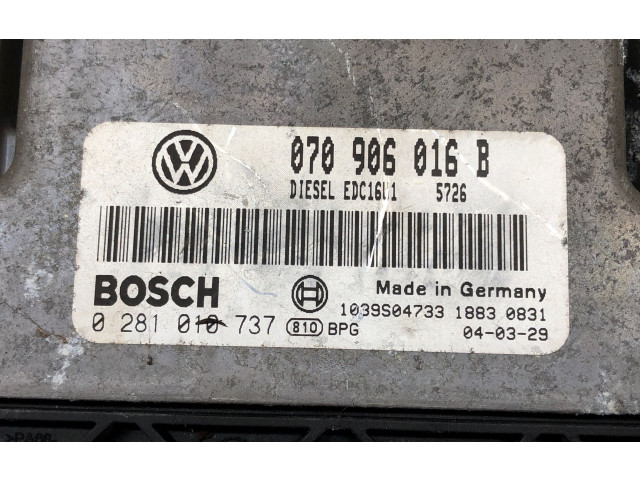 070 906 016 B
DIESEL EDC16U1 5726
BOSCH
Made in Germany
1039S04733 1883 0831
0 281 010 737 810 BPG
04-03-29